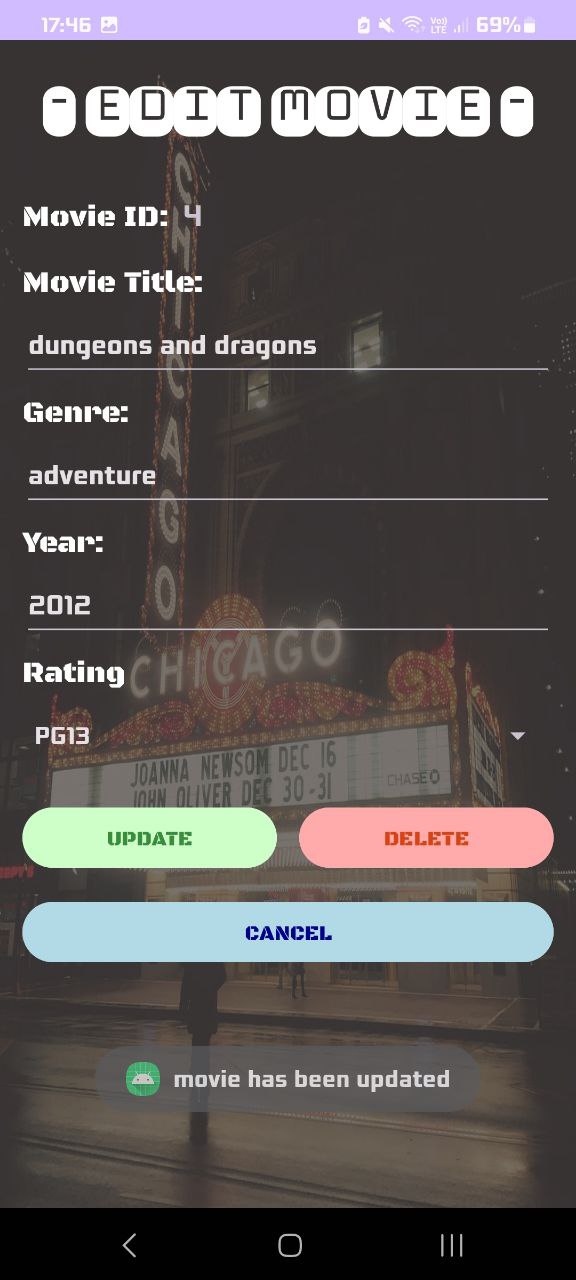 17:46 Vo)) LTE 69%
- EDIT MOVIE -
Movie ID: 4
Movie Title:
dungeons and dragons
Genre:
adventure
Year:
2012
CHICAGO
Rating
CHICAGO
PG13
JOANNA NEWSOM DEC 16
JOHN OLIVER DEC 30-31
CHASE
UPDATE DELETE
CANCEL
movie has been updated